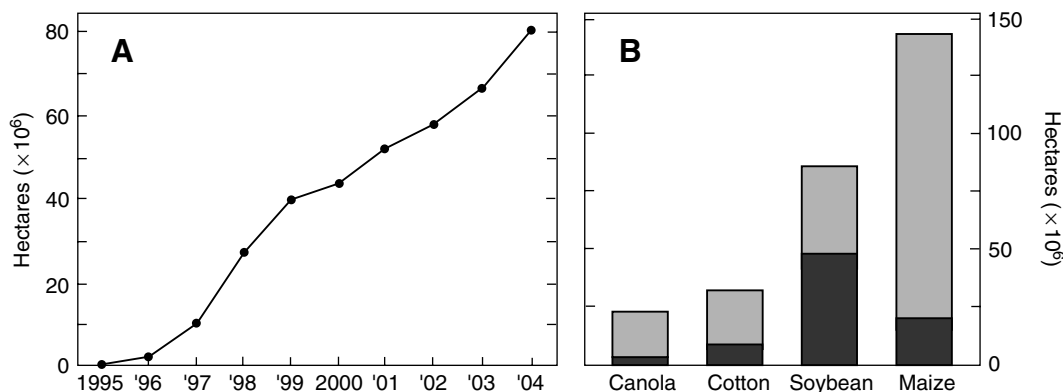 A
Hectares (×10⁶)
80
60
40
20
0
1995 '96 '97 '98 '99 2000 '01 '02 '03 '04
B
Hectares (×10⁶)
150
100
50
0
Canola Cotton Soybean Maize